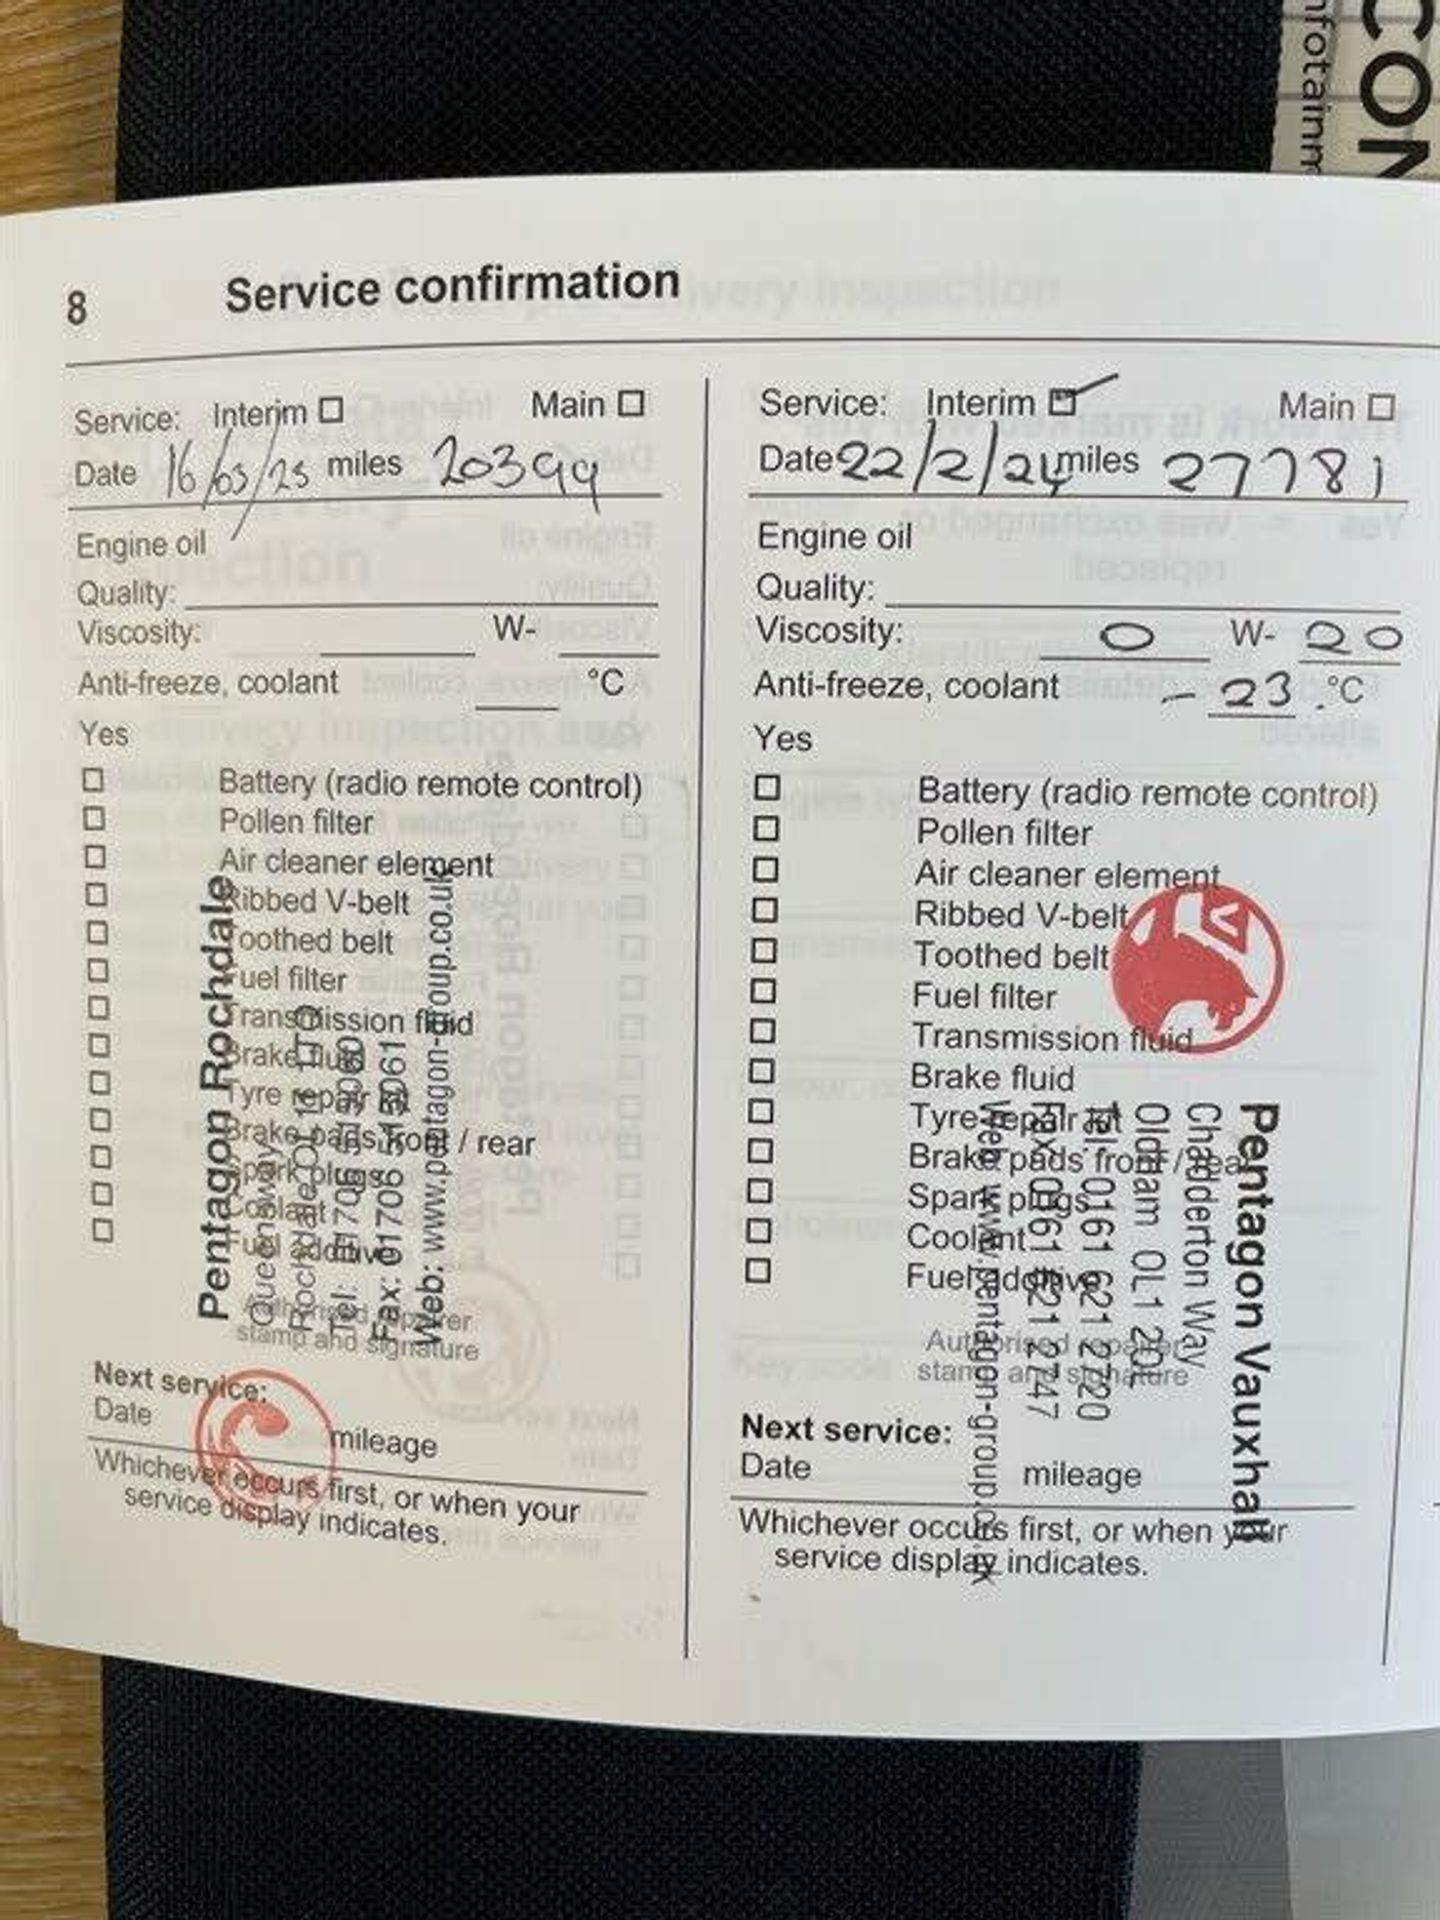 CON
nfotainm
8 Service confirmation
Service: Interim ☐ Main ☐
Date 16/03/23 miles 20399
Engine oil
Quality:
Viscosity: W-
Anti-freeze, coolant °C
Yes
☐ Battery (radio remote control)
☐ Pollen filter
☐ Air cleaner element
☐ Ribbed V-belt
☐ Toothed belt
☐ Fuel filter
☐ Transmission fluid
☐ Brake fluid
☐ Tyre repair kit
☐ Brake pads front / rear
☐ Spark plugs
☐ Coolant
☐ Fuel additive
Authorised repairer
stamp and signature
Pentagon Rochdale
Queensway
Rochdale
Web: www.pentagon-group.co.uk
Next service:
Date mileage
Whichever occurs first, or when your
service display indicates.
Service: Interim ☑ Main ☐
Date 22/2/24 miles 27781
Engine oil
Quality:
Viscosity: 0 W- 20
Anti-freeze, coolant - 23 °C
Yes
☐ Battery (radio remote control)
☐ Pollen filter
☐ Air cleaner element
☐ Ribbed V-belt
☐ Toothed belt
☐ Fuel filter
☐ Transmission fluid
☐ Brake fluid
☐ Tyre repair kit
☐ Brake pads front / rear
☐ Spark plugs
☐ Coolant
☐ Fuel additive
Authorised repairer
stamp and signature
Pentagon Vauxhall
Chadderton Way
Oldham OL1
Tel: 0161 621 2720
Fax: 0161 621 2747
Web: www.pentagon-group.co.uk
Next service:
Date mileage
Whichever occurs first, or when your
service display indicates.